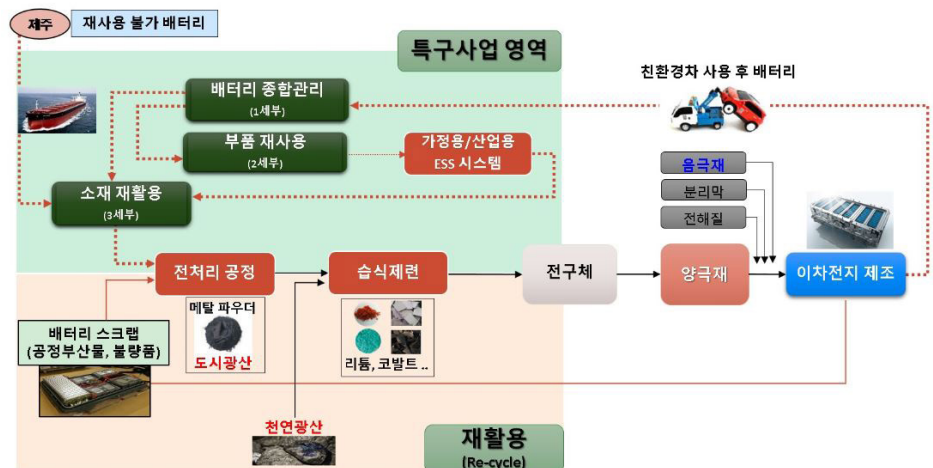 제주
재사용 불가 배터리
특구사업 영역
친환경차 사용 후 배터리
배터리 종합관리
(1세부)
부품 재사용
(2세부)
가정용/산업용
ESS 시스템
소재 재활용
(3세부)
음극재
분리막
전해질
전처리 공정
습식제련
전구체
양극재
이차전지 제조
메탈 파우더
도시광산
리튬, 코발트 ..
배터리 스크랩
(공정부산물, 불량품)
천연광산
재활용
(Re-cycle)